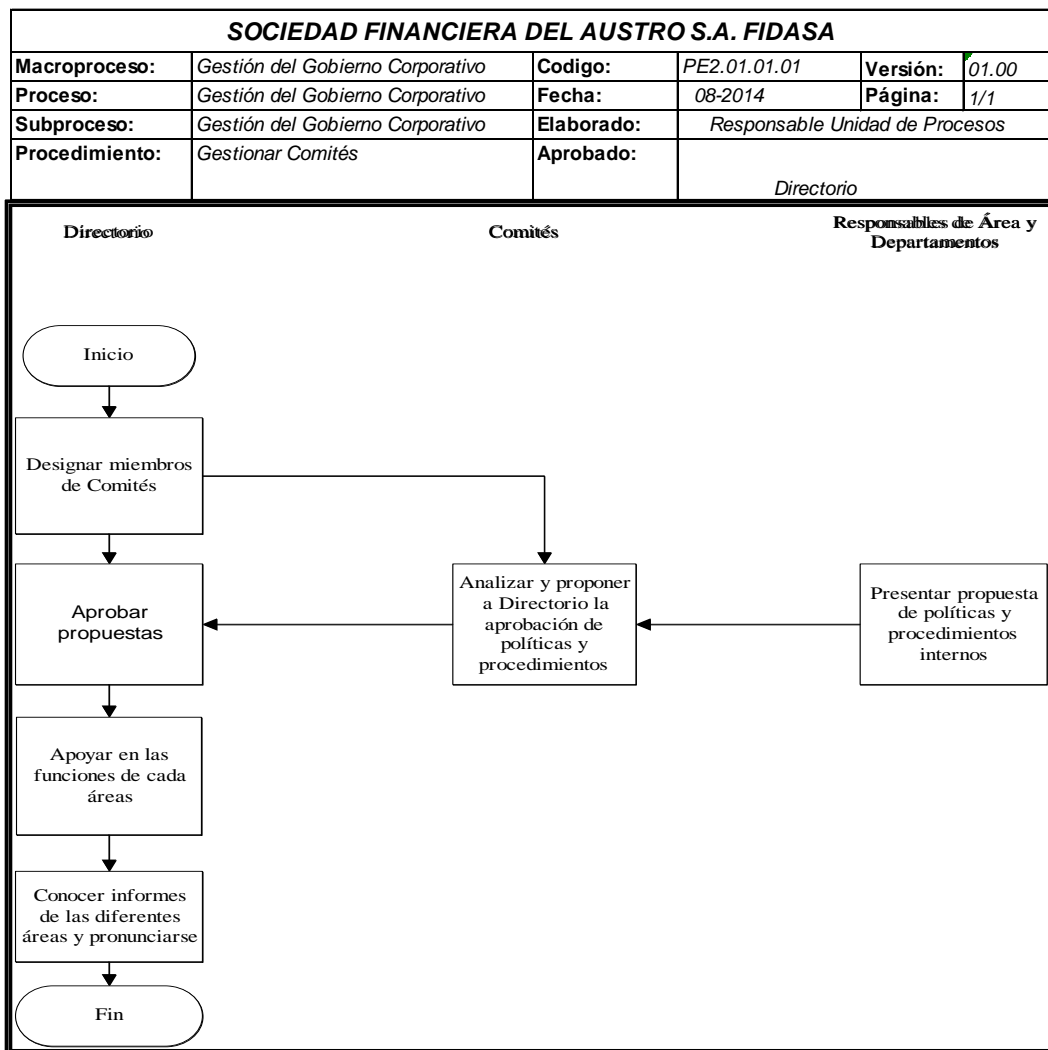 SOCIEDAD FINANCIERA DEL AUSTRO S.A. FIDASA
Macroproceso: Gestión del Gobierno Corporativo Codigo: PE2.01.01.01 Versión: 01.00
Proceso: Gestión del Gobierno Corporativo Fecha: 08-2014 Página: 1/1
Subproceso: Gestión del Gobierno Corporativo Elaborado: Responsable Unidad de Procesos
Procedimiento: Gestionar Comités Aprobado:
Directorio
Directorio
Comités
Responsables de Área y
Departamentos
Inicio
Designar miembros
de Comités
Aprobar
propuestas
Analizar y proponer
a Directorio la
aprobación de
políticas y
procedimientos
Presentar propuesta
de políticas y
procedimientos
internos
Apoyar en las
funciones de cada
áreas
Conocer informes
de las diferentes
áreas y pronunciarse
Fin